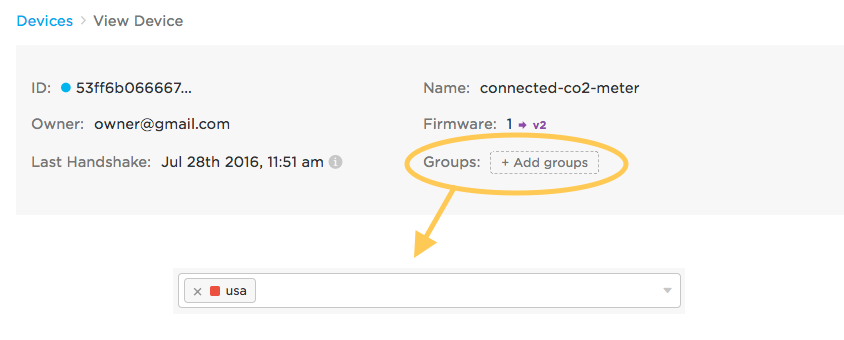 Devices > View Device
ID: 53ff6b066667...
Name: connected-co2-meter
Owner: owner@gmail.com
Firmware: 1 ➡ v2
Last Handshake: Jul 28th 2016, 11:51 am
Groups: + Add groups
× usa